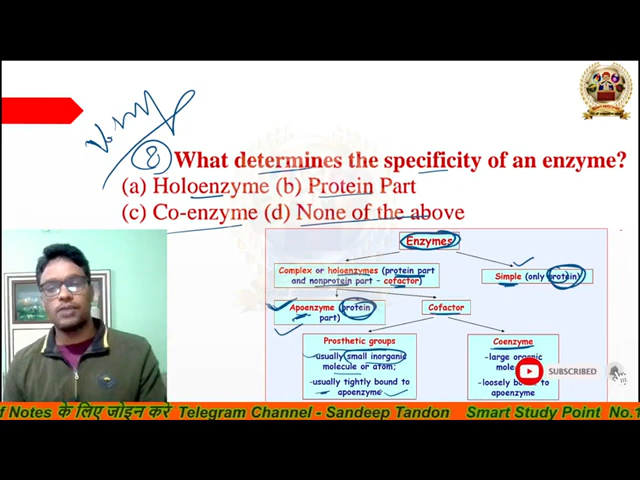 V. imp
8 What determines the specificity of an enzyme?
(a) Holoenzyme (b) Protein Part
(c) Co-enzyme (d) None of the above
Enzymes
Complex or holoenzymes (protein part
and nonprotein part – cofactor)
Simple (only protein)
Apoenzyme (protein
part)
Cofactor
Prosthetic groups
-usually small inorganic
molecule or atom;
-usually tightly bound to
apoenzyme
Coenzyme
-large organic
-loosely to
apoenzyme
SUBSCRIBED
f Notes के लिए जोइन करे Telegram Channel - Sandeep Tandon Smart Study Point No.1